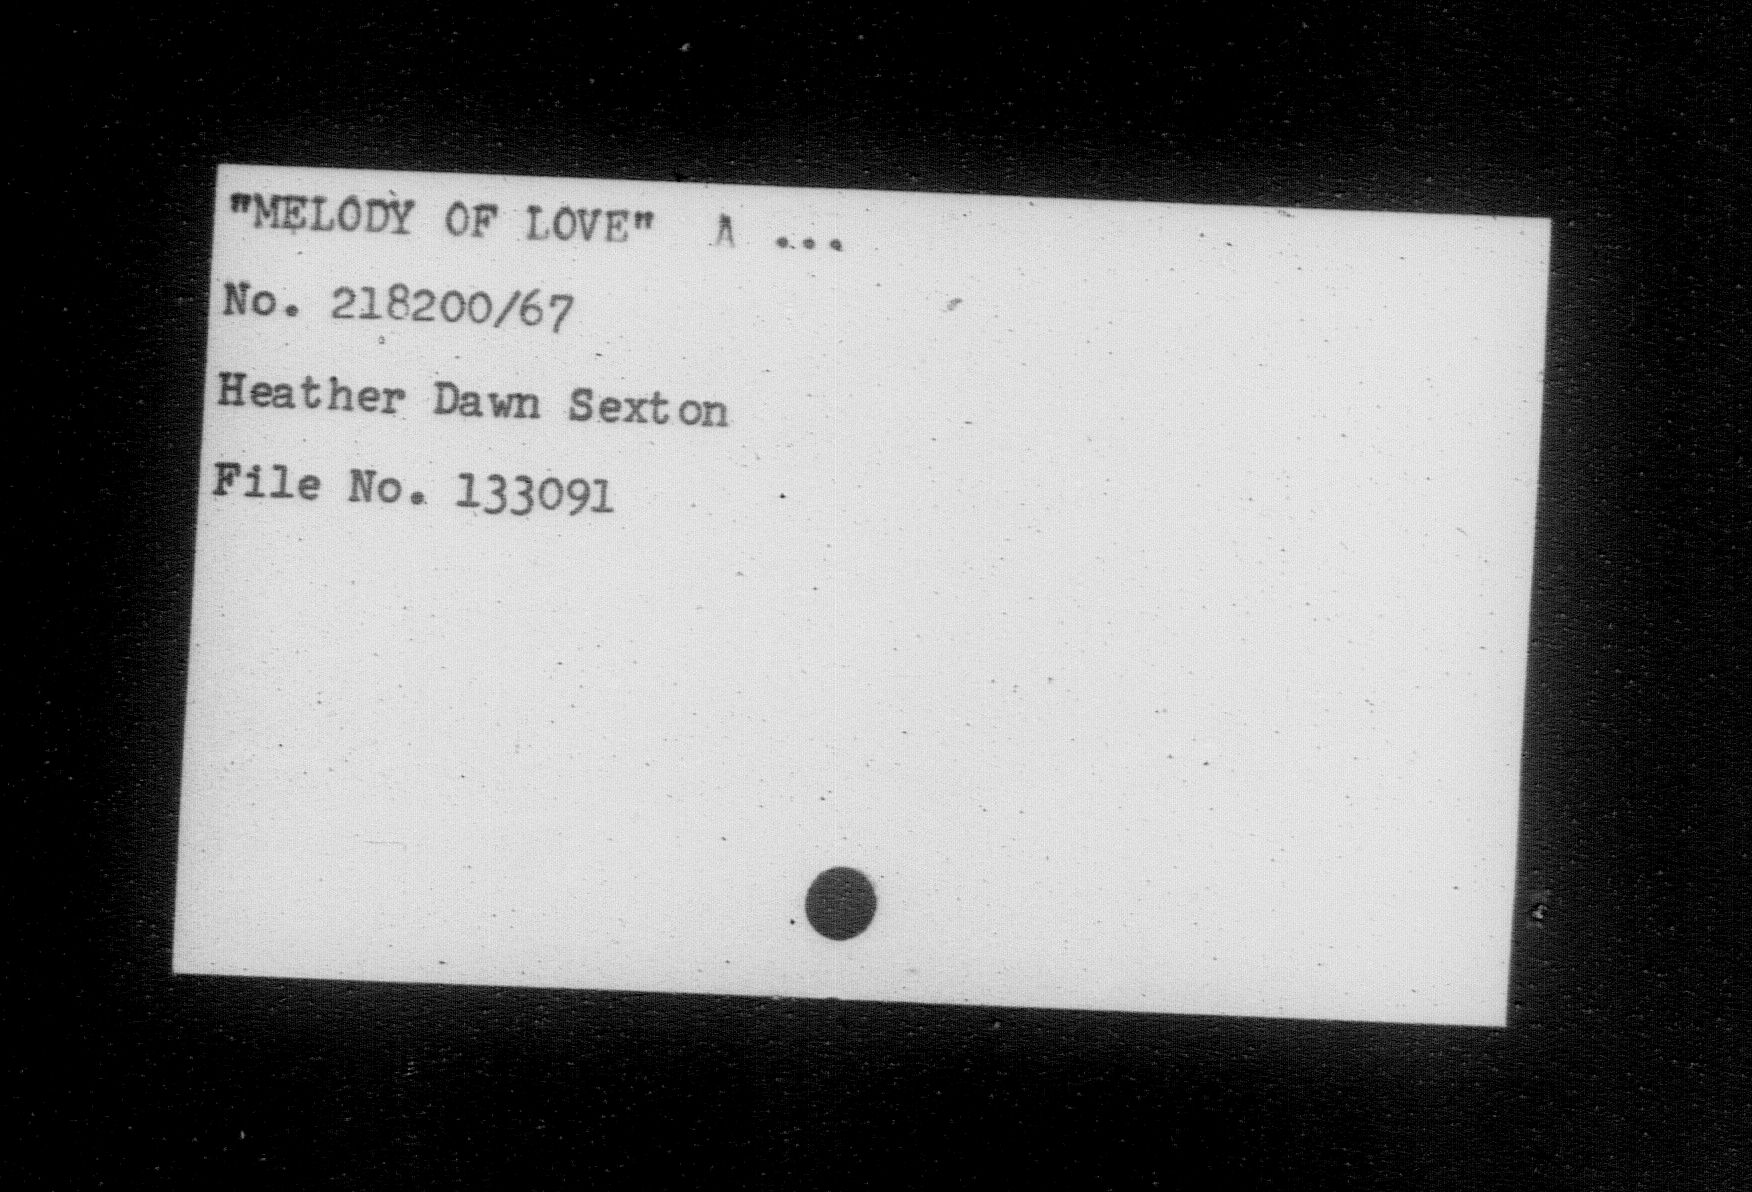 "MELODY OF LOVE" A ...
No. 218200/67
Heather Dawn Sexton
File No. 133091